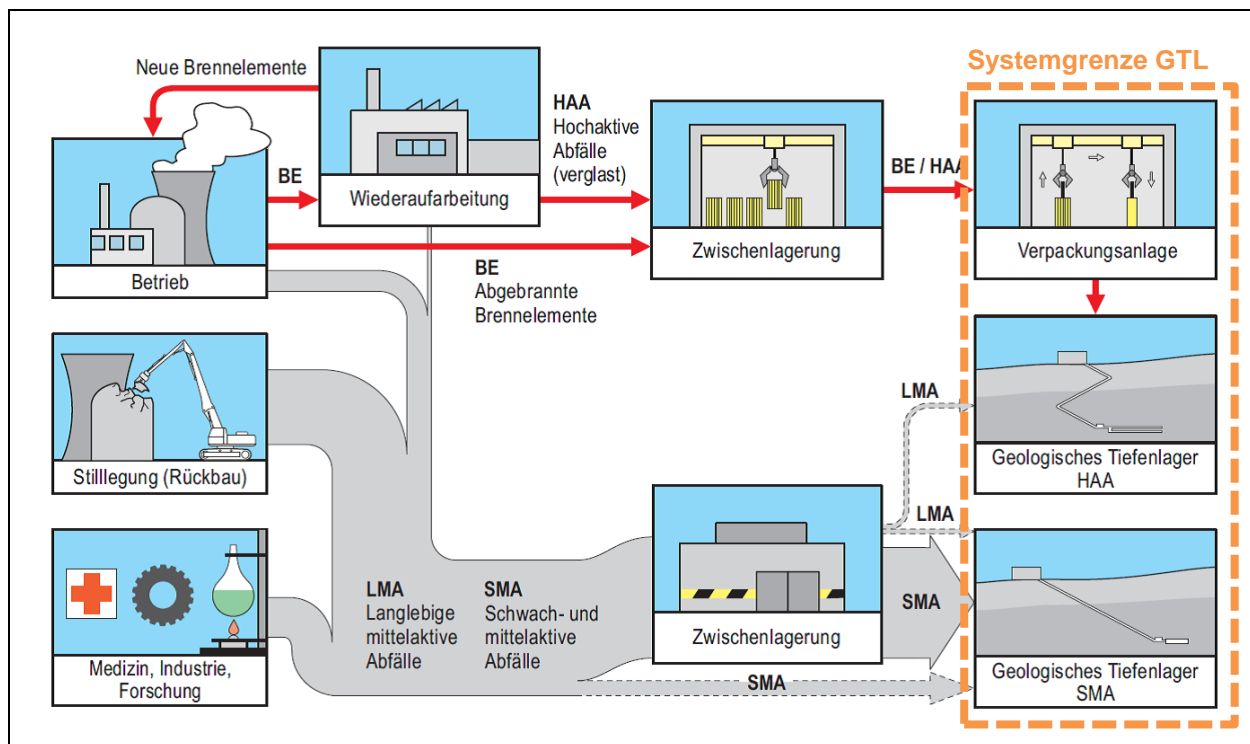 Systemgrenze GTL
Neue Brennelemente
BE
Wiederaufarbeitung
HAA
Hochaktive
Abfälle
(verglast)
BE / HAA
Zwischenlagerung
Verpackungsanlage
Betrieb
BE
Abgebrannte
Brennelemente
Stilllegung (Rückbau)
LMA
Geologisches Tiefenlager
HAA
LMA
LMA
Langlebige
mittelaktive
Abfälle
SMA
Schwach- und
mittelaktive
Abfälle
Zwischenlagerung
SMA
Medizin, Industrie,
Forschung
SMA
Geologisches Tiefenlager
SMA